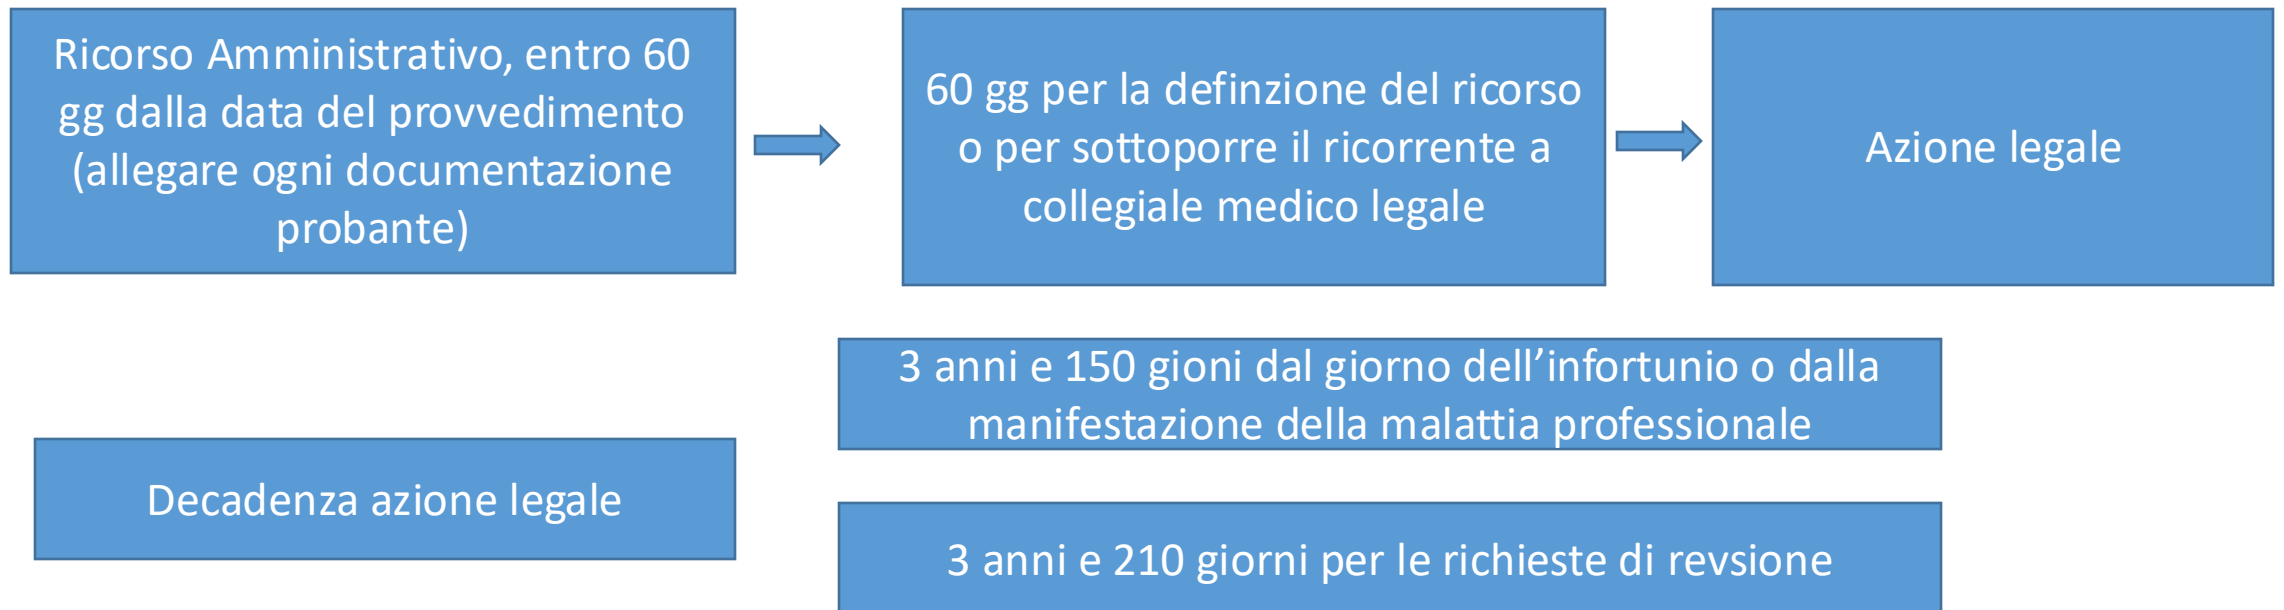 Ricorso Amministrativo, entro 60
gg dalla data del provvedimento
(allegare ogni documentazione
probante)
60 gg per la definzione del ricorso
o per sottoporre il ricorrente a
collegiale medico legale
Azione legale
3 anni e 150 gioni dal giorno dell’infortunio o dalla
manifestazione della malattia professionale
Decadenza azione legale
3 anni e 210 giorni per le richieste di revsione